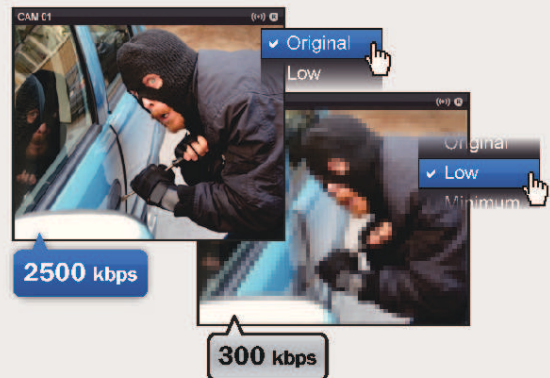 CAM 01
Original
Low
Original
Low
Minimum
2500 kbps
300 kbps